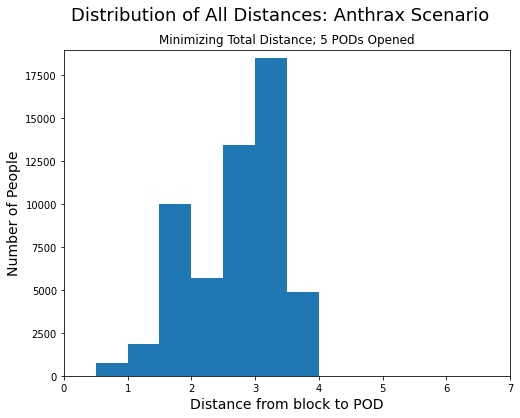 Distribution of All Distances: Anthrax Scenario
Minimizing Total Distance; 5 PODs Opened
Number of People
17500
15000
12500
10000
7500
5000
2500
0
0 1 2 3 4 5 6 7
Distance from block to POD